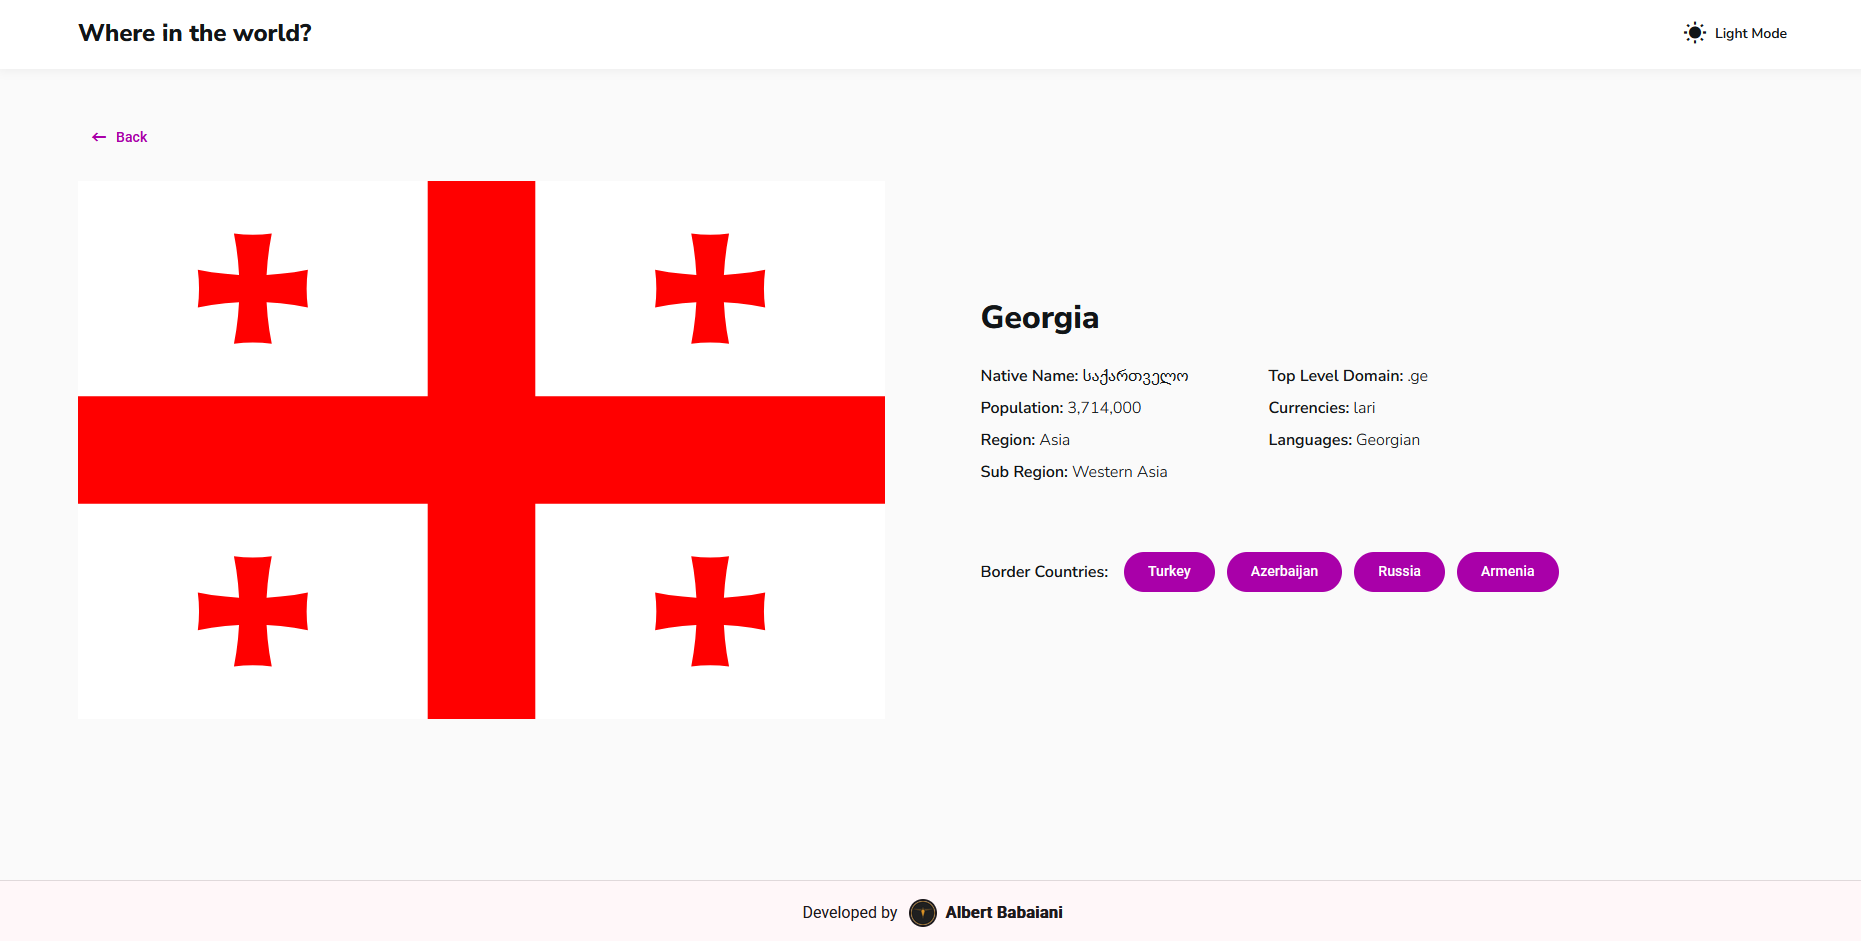 Where in the world?
Light Mode
Back
Georgia
Native Name: საქართველო
Population: 3,714,000
Region: Asia
Sub Region: Western Asia
Top Level Domain: .ge
Currencies: lari
Languages: Georgian
Border Countries: Turkey Azerbaijan Russia Armenia
Developed by Albert Babaiani